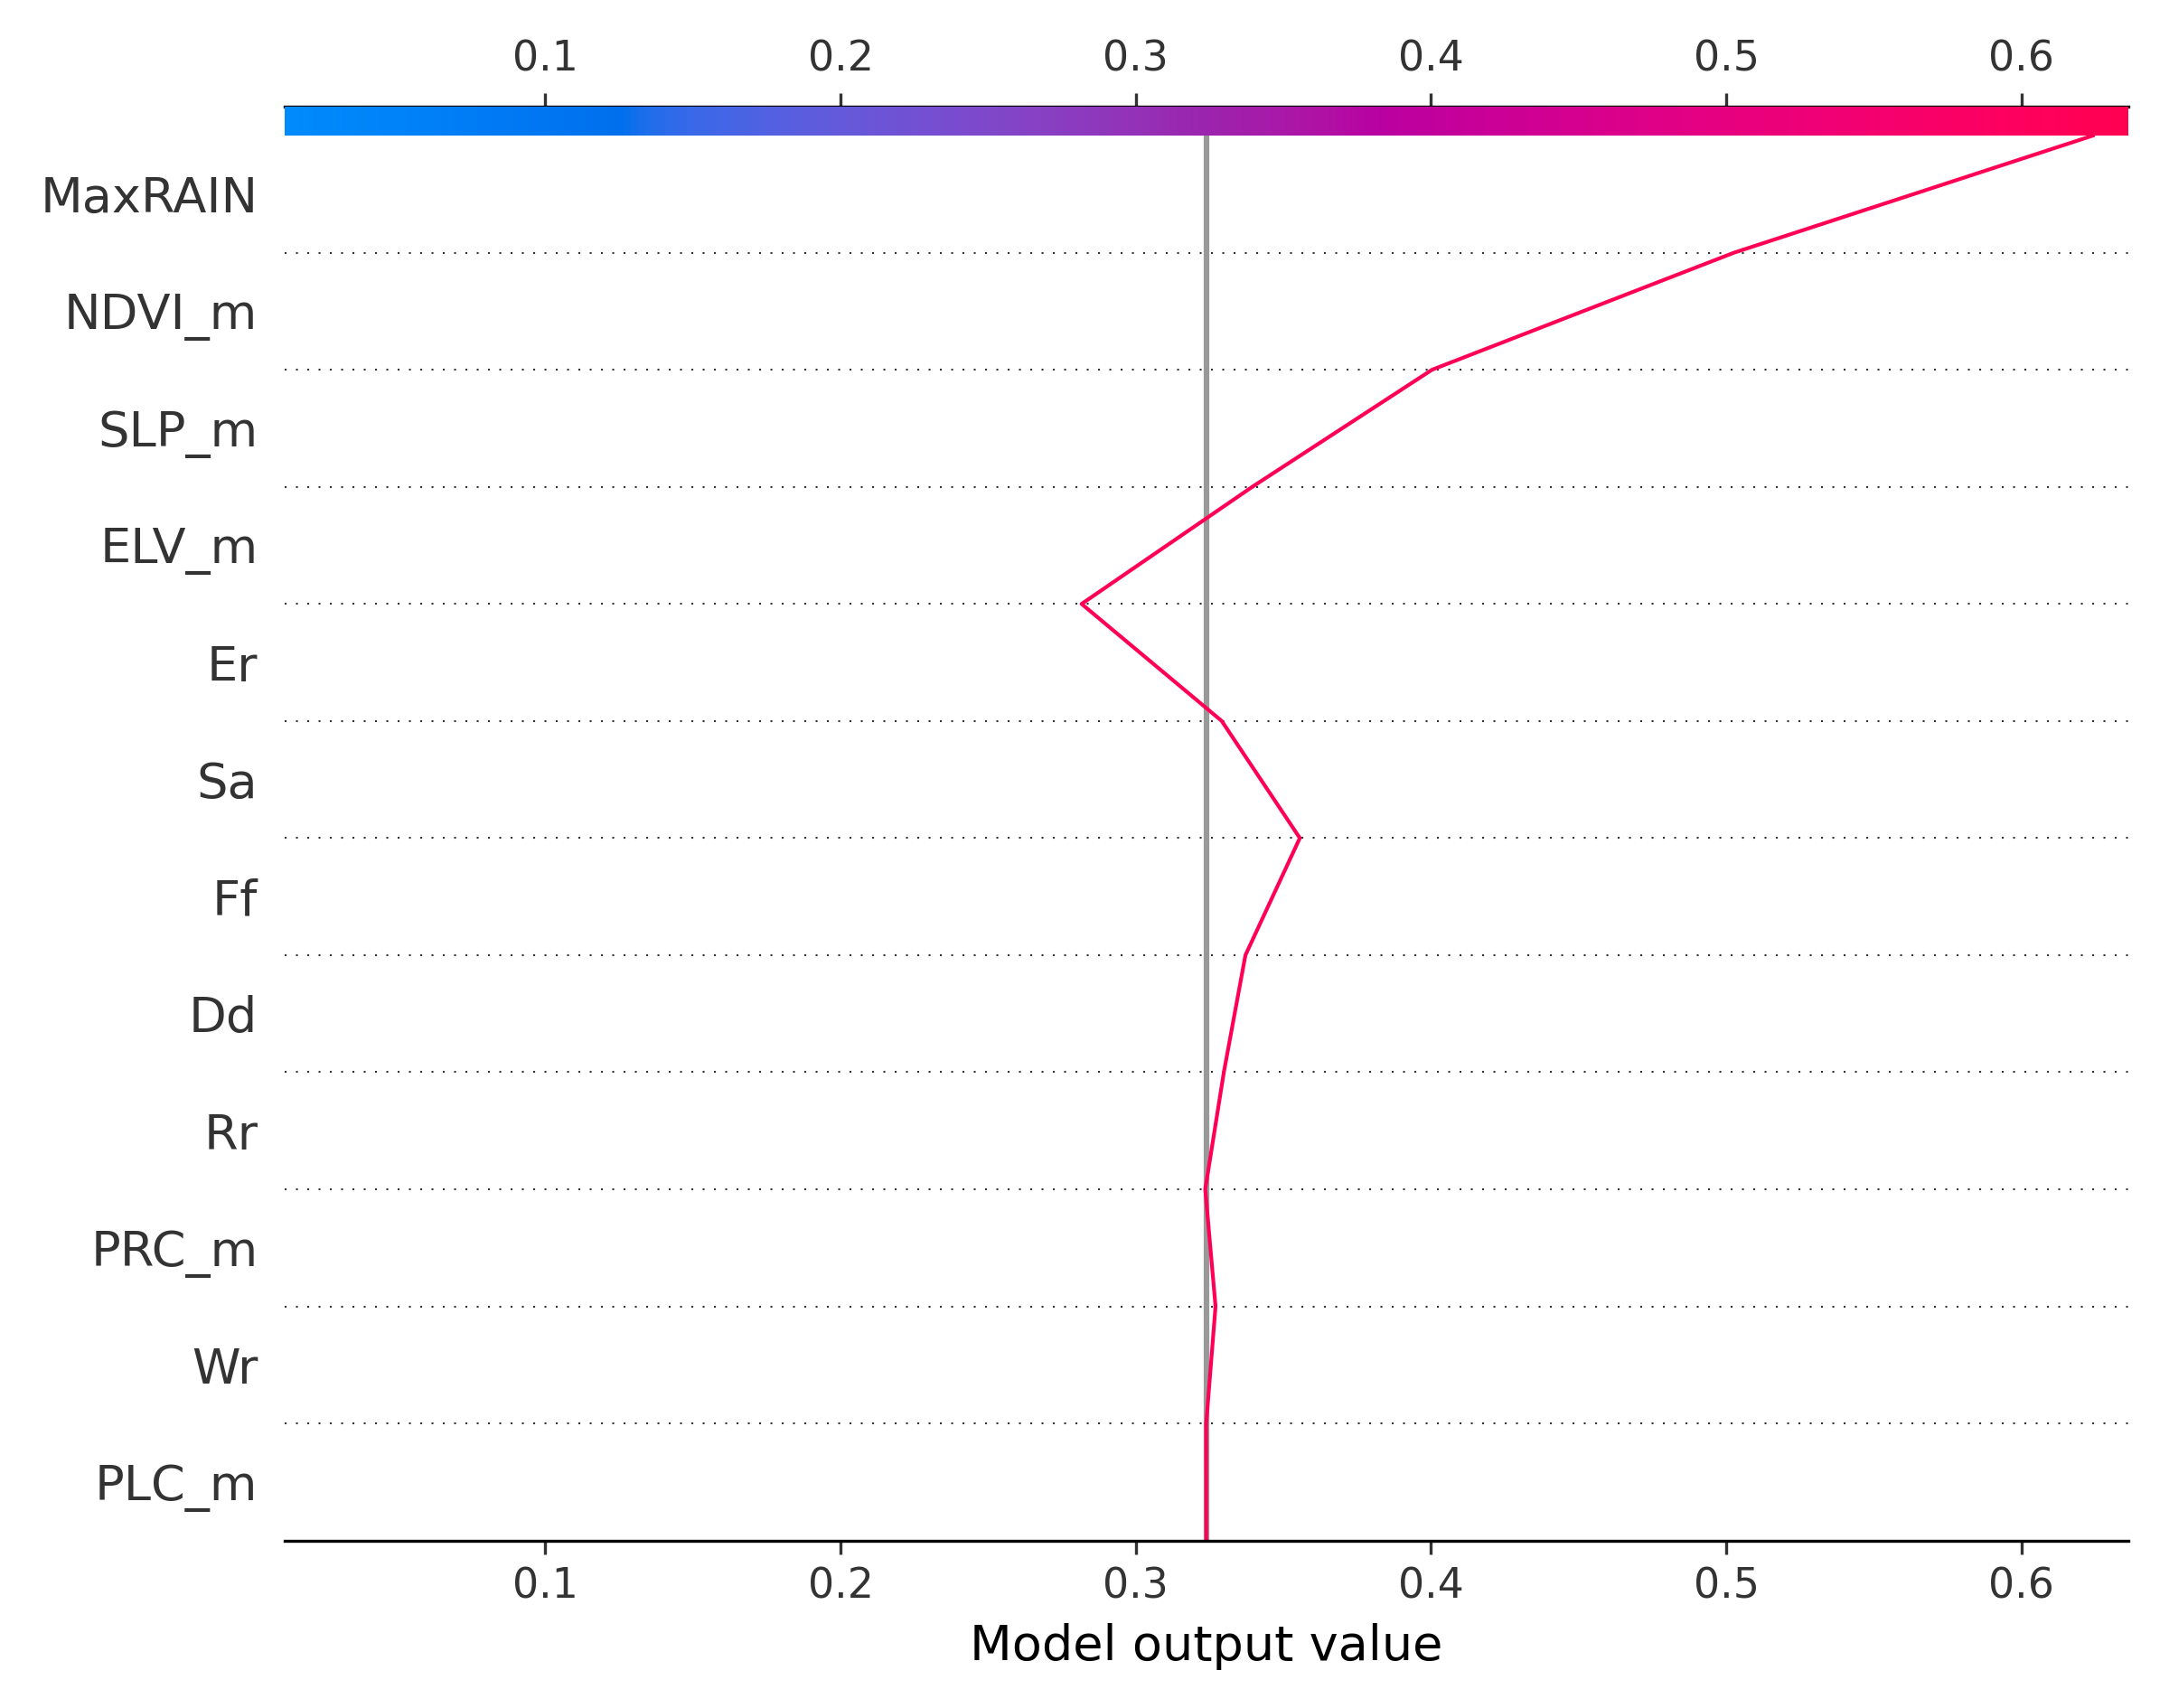 0.1 0.2 0.3 0.4 0.5 0.6
MaxRAIN
NDVI_m
SLP_m
ELV_m
Er
Sa
Ff
Dd
Rr
PRC_m
Wr
PLC_m
0.1 0.2 0.3 0.4 0.5 0.6
Model output value